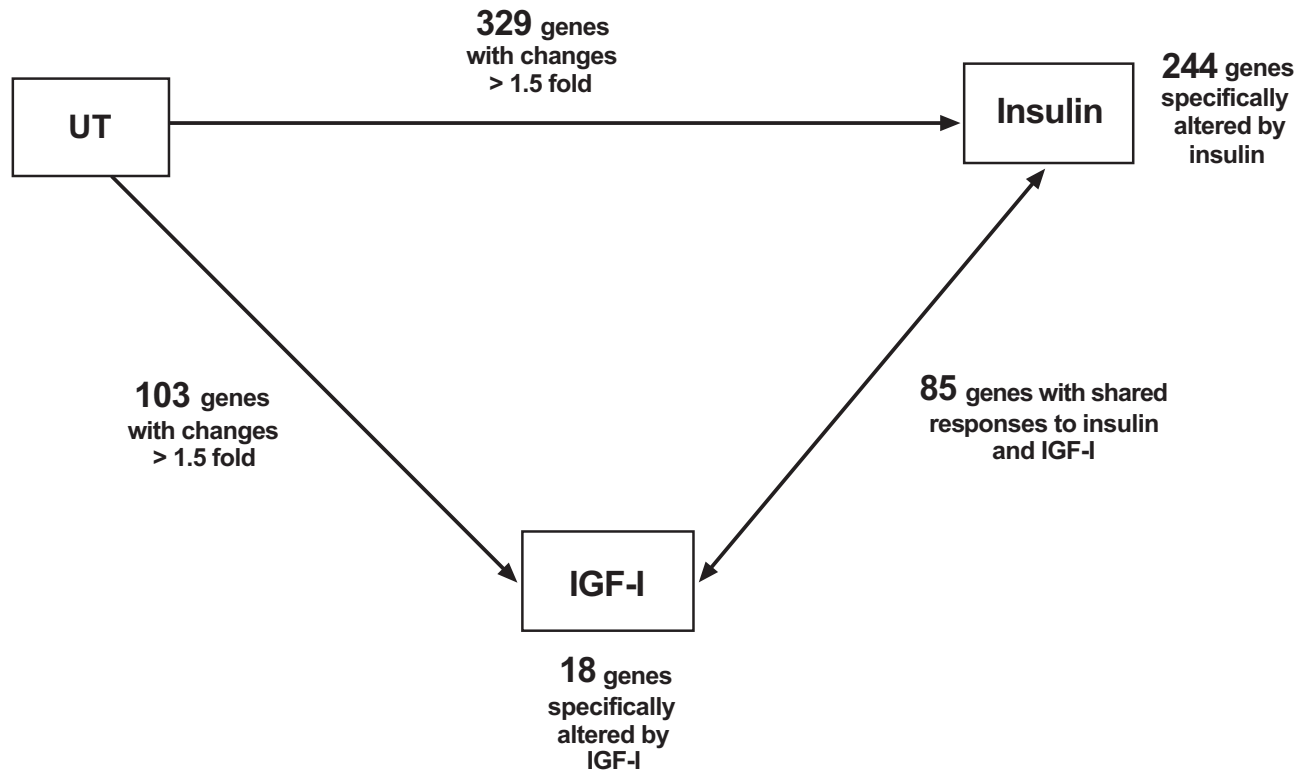 329 genes
with changes
> 1.5 fold
UT
Insulin
244 genes
specifically
altered by
insulin
103 genes
with changes
> 1.5 fold
85 genes with shared
responses to insulin
and IGF-I
IGF-I
18 genes
specifically
altered by
IGF-I